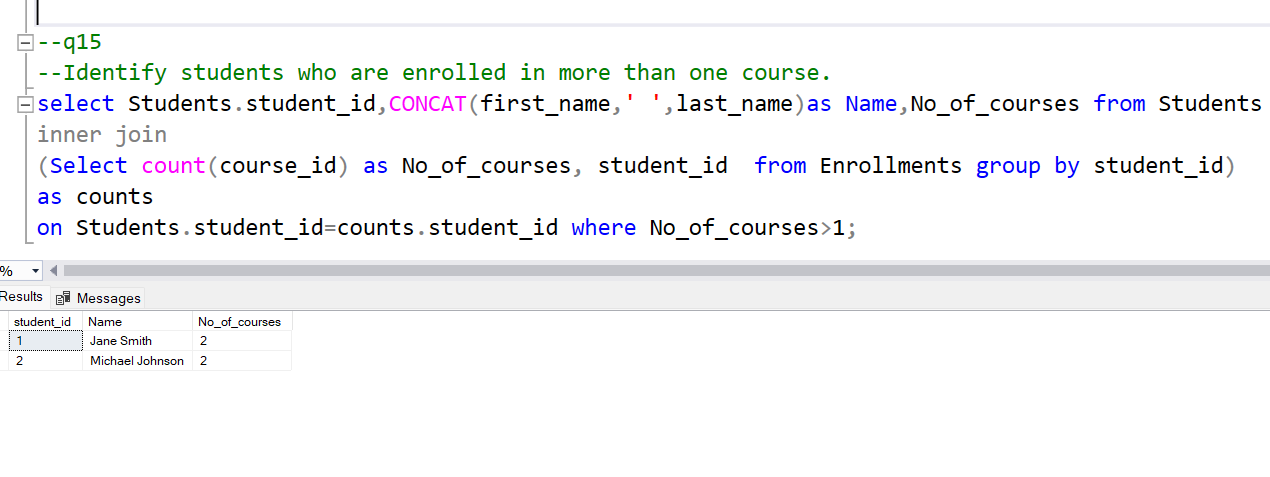 --q15
--Identify students who are enrolled in more than one course.
select Students.student_id,CONCAT(first_name,' ',last_name)as Name,No_of_courses from Students
inner join
(Select count(course_id) as No_of_courses, student_id  from Enrollments group by student_id)
as counts
on Students.student_id=counts.student_id where No_of_courses>1;
%
Results Messages
student_id Name No_of_courses
1 Jane Smith 2
2 Michael Johnson 2